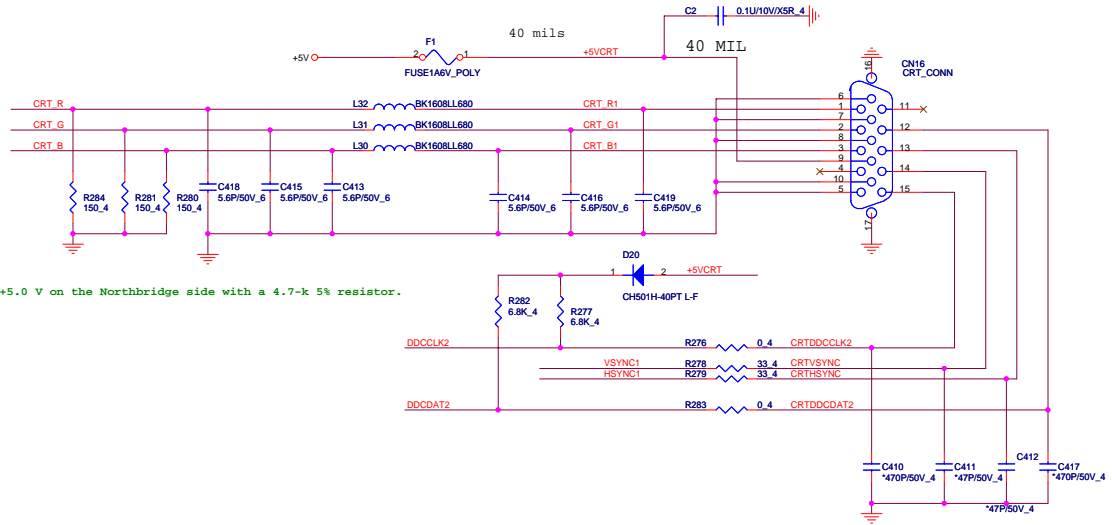 C2 0.1U/10V/X5R_4
40 mils
F1
+5V 2 1 +5VCRT 40 MIL
FUSE1A6V_POLY
16
CN16
CRT_CONN
CRT_R L32 BK1608LL680 CRT_R1
CRT_G L31 BK1608LL680 CRT_G1
CRT_B L30 BK1608LL680 CRT_B1
6
1 11
7
2 12
8
3 13
9
4 14
10
5 15
17
R284
150_4
R281
150_4
R280
150_4
C418
5.6P/50V_6
C415
5.6P/50V_6
C413
5.6P/50V_6
C414
5.6P/50V_6
C416
5.6P/50V_6
C419
5.6P/50V_6
D20
1 2 +5VCRT
CH501H-40PT L-F
+5.0 V on the Northbridge side with a 4.7-k 5% resistor.
R282
6.8K_4
R277
6.8K_4
DDCCLK2 R276 0_4 CRTDDCCLK2
VSYNC1 R278 33_4 CRTVSYNC
HSYNC1 R279 33_4 CRTHSYNC
DDCDAT2 R283 0_4 CRTDDCDAT2
C410
*470P/50V_4
C411
*47P/50V_4
C412
*47P/50V_4
C417
*470P/50V_4